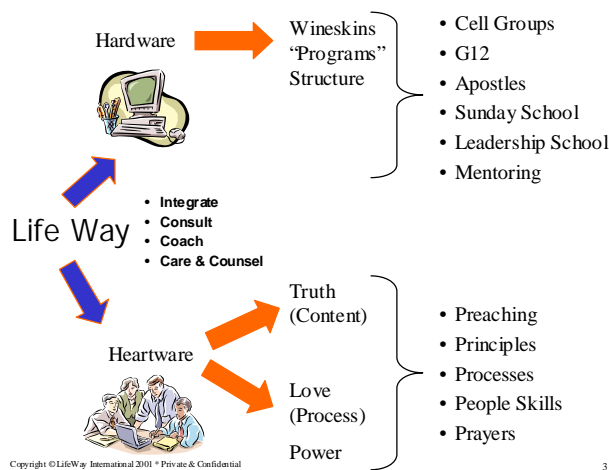 Hardware
Wineskins
“Programs”
Structure
• Cell Groups
• G12
• Apostles
• Sunday School
• Leadership School
• Mentoring
Life Way
• Integrate
• Consult
• Coach
• Care & Counsel
Heartware
Truth
(Content)
Love
(Process)
Power
• Preaching
• Principles
• Processes
• People Skills
• Prayers
Copyright © LifeWay International 2001 * Private & Confidential
3